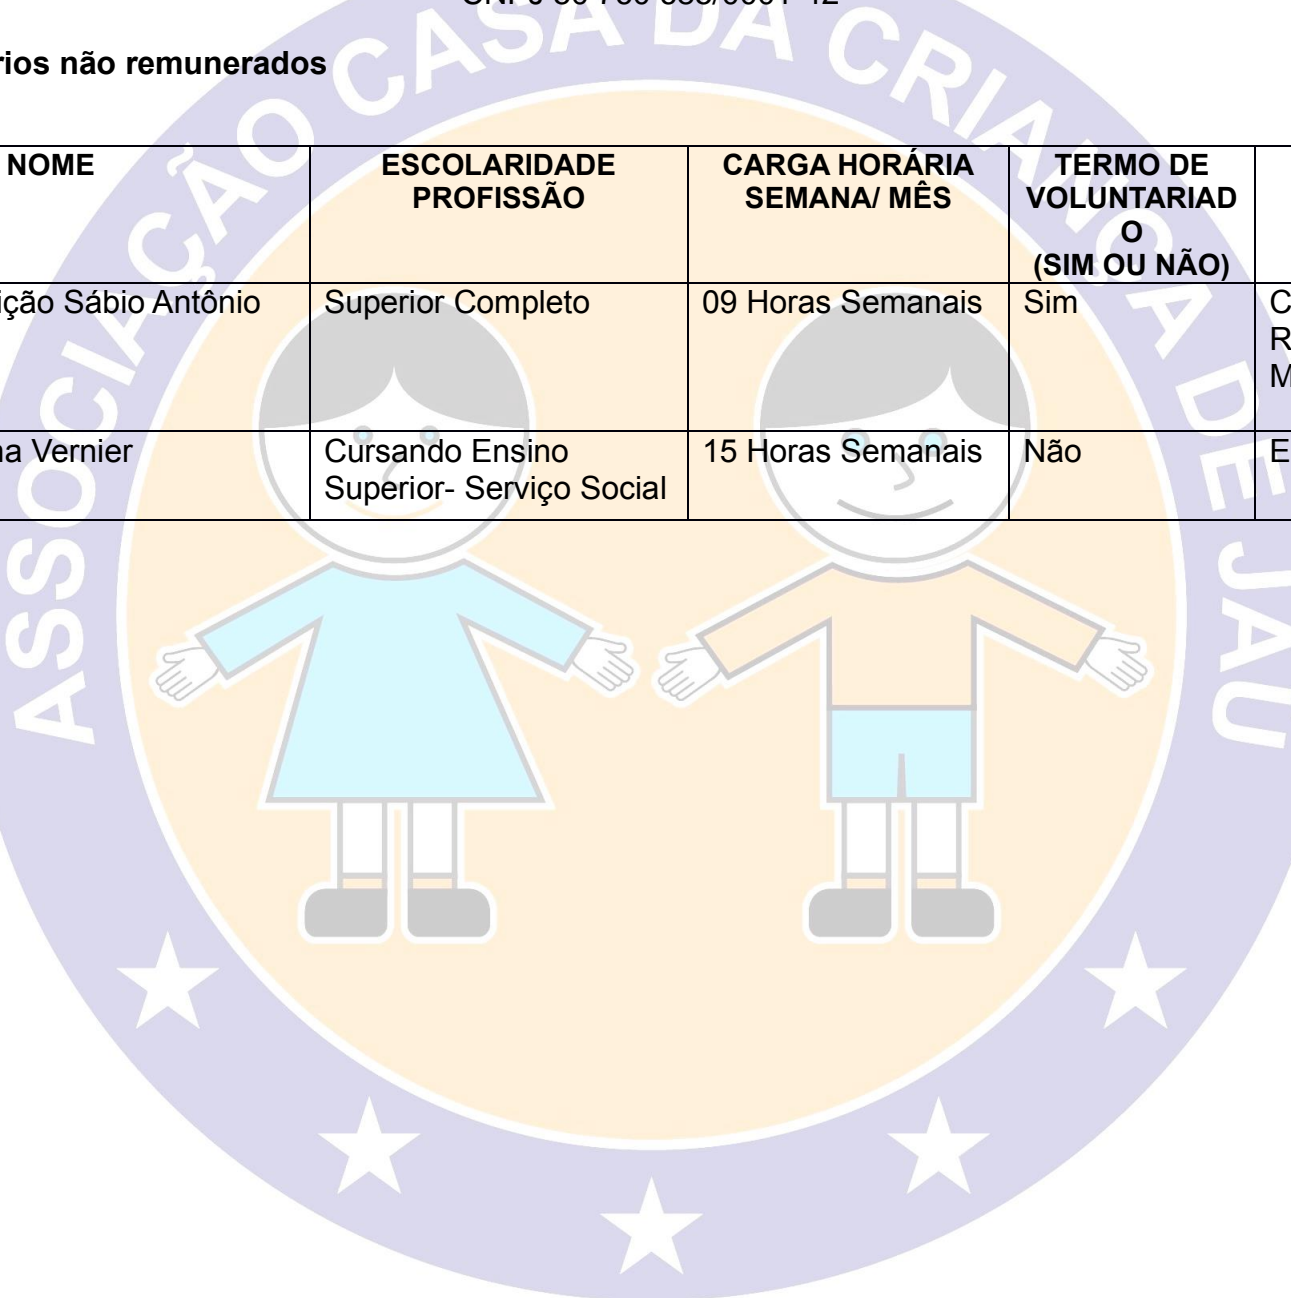 ASSOCIAÇÃO CASA DA CRIANÇA DE JAÚ
rios não remunerados
NOME
ESCOLARIDADE
PROFISSÃO
CARGA HORÁRIA
SEMANA/ MÊS
TERMO DE
VOLUNTARIAD
O
(SIM OU NÃO)
ição Sábio Antônio
Superior Completo
09 Horas Semanais
Sim
C
R
M
na Vernier
Cursando Ensino
Superior- Serviço Social
15 Horas Semanais
Não
E